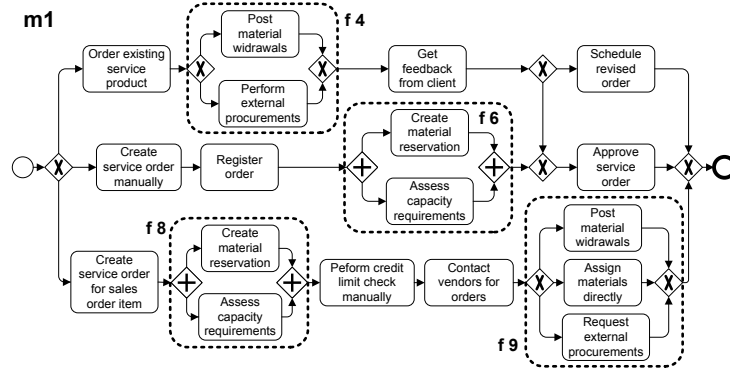 m1
f 4
Post
material
widrawals
Order existing
service
product
Perform
external
procurements
Get
feedback
from client
Schedule
revised
order
f 6
Create
material
reservation
Create
service order
manually
Register
order
Assess
capacity
requirements
Approve
service
order
f 8
Create
material
reservation
Create
service order
for sales
order item
Assess
capacity
requirements
Peform credit
limit check
manually
Contact
vendors for
orders
Post
material
widrawals
Assign
materials
directly
Request
external
procurements
f 9